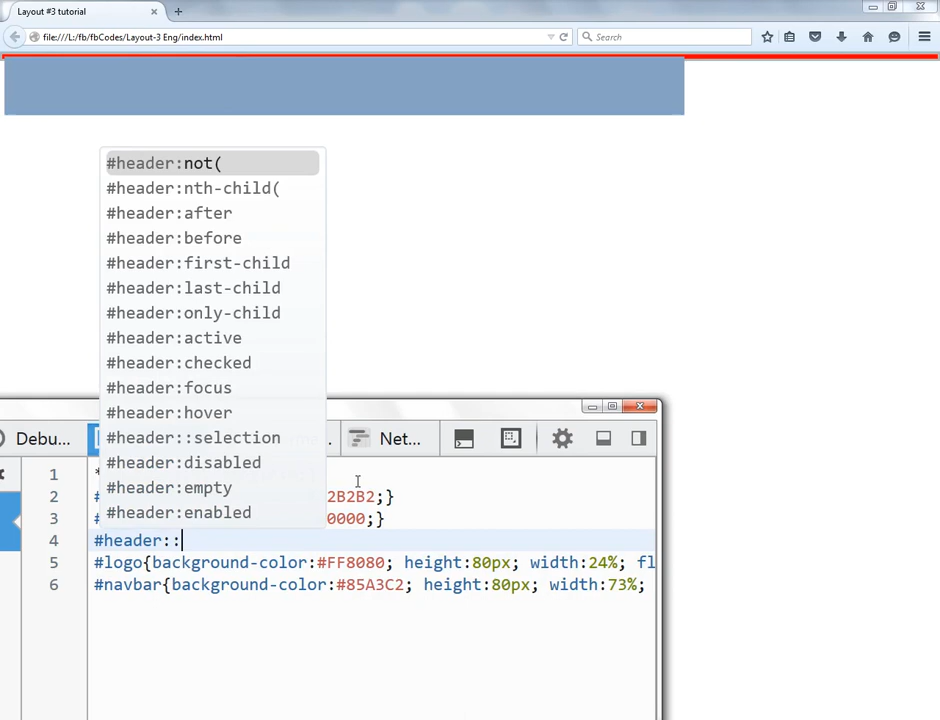 Layout #3 tutorial
file:///L:/fb/fbCodes/Layout-3 Eng/index.html
Search
#header:not(
#header:nth-child(
#header:after
#header:before
#header:first-child
#header:last-child
#header:only-child
#header:active
#header:checked
#header:focus
#header:hover
#header::selection
#header:disabled
#header:empty
#header:enabled
Debu...
Net...
1
2 2B2B2;}
3 0000;}
4 #header::
5 #logo{background-color:#FF8080; height:80px; width:24%; fl
6 #navbar{background-color:#85A3C2; height:80px; width:73%;